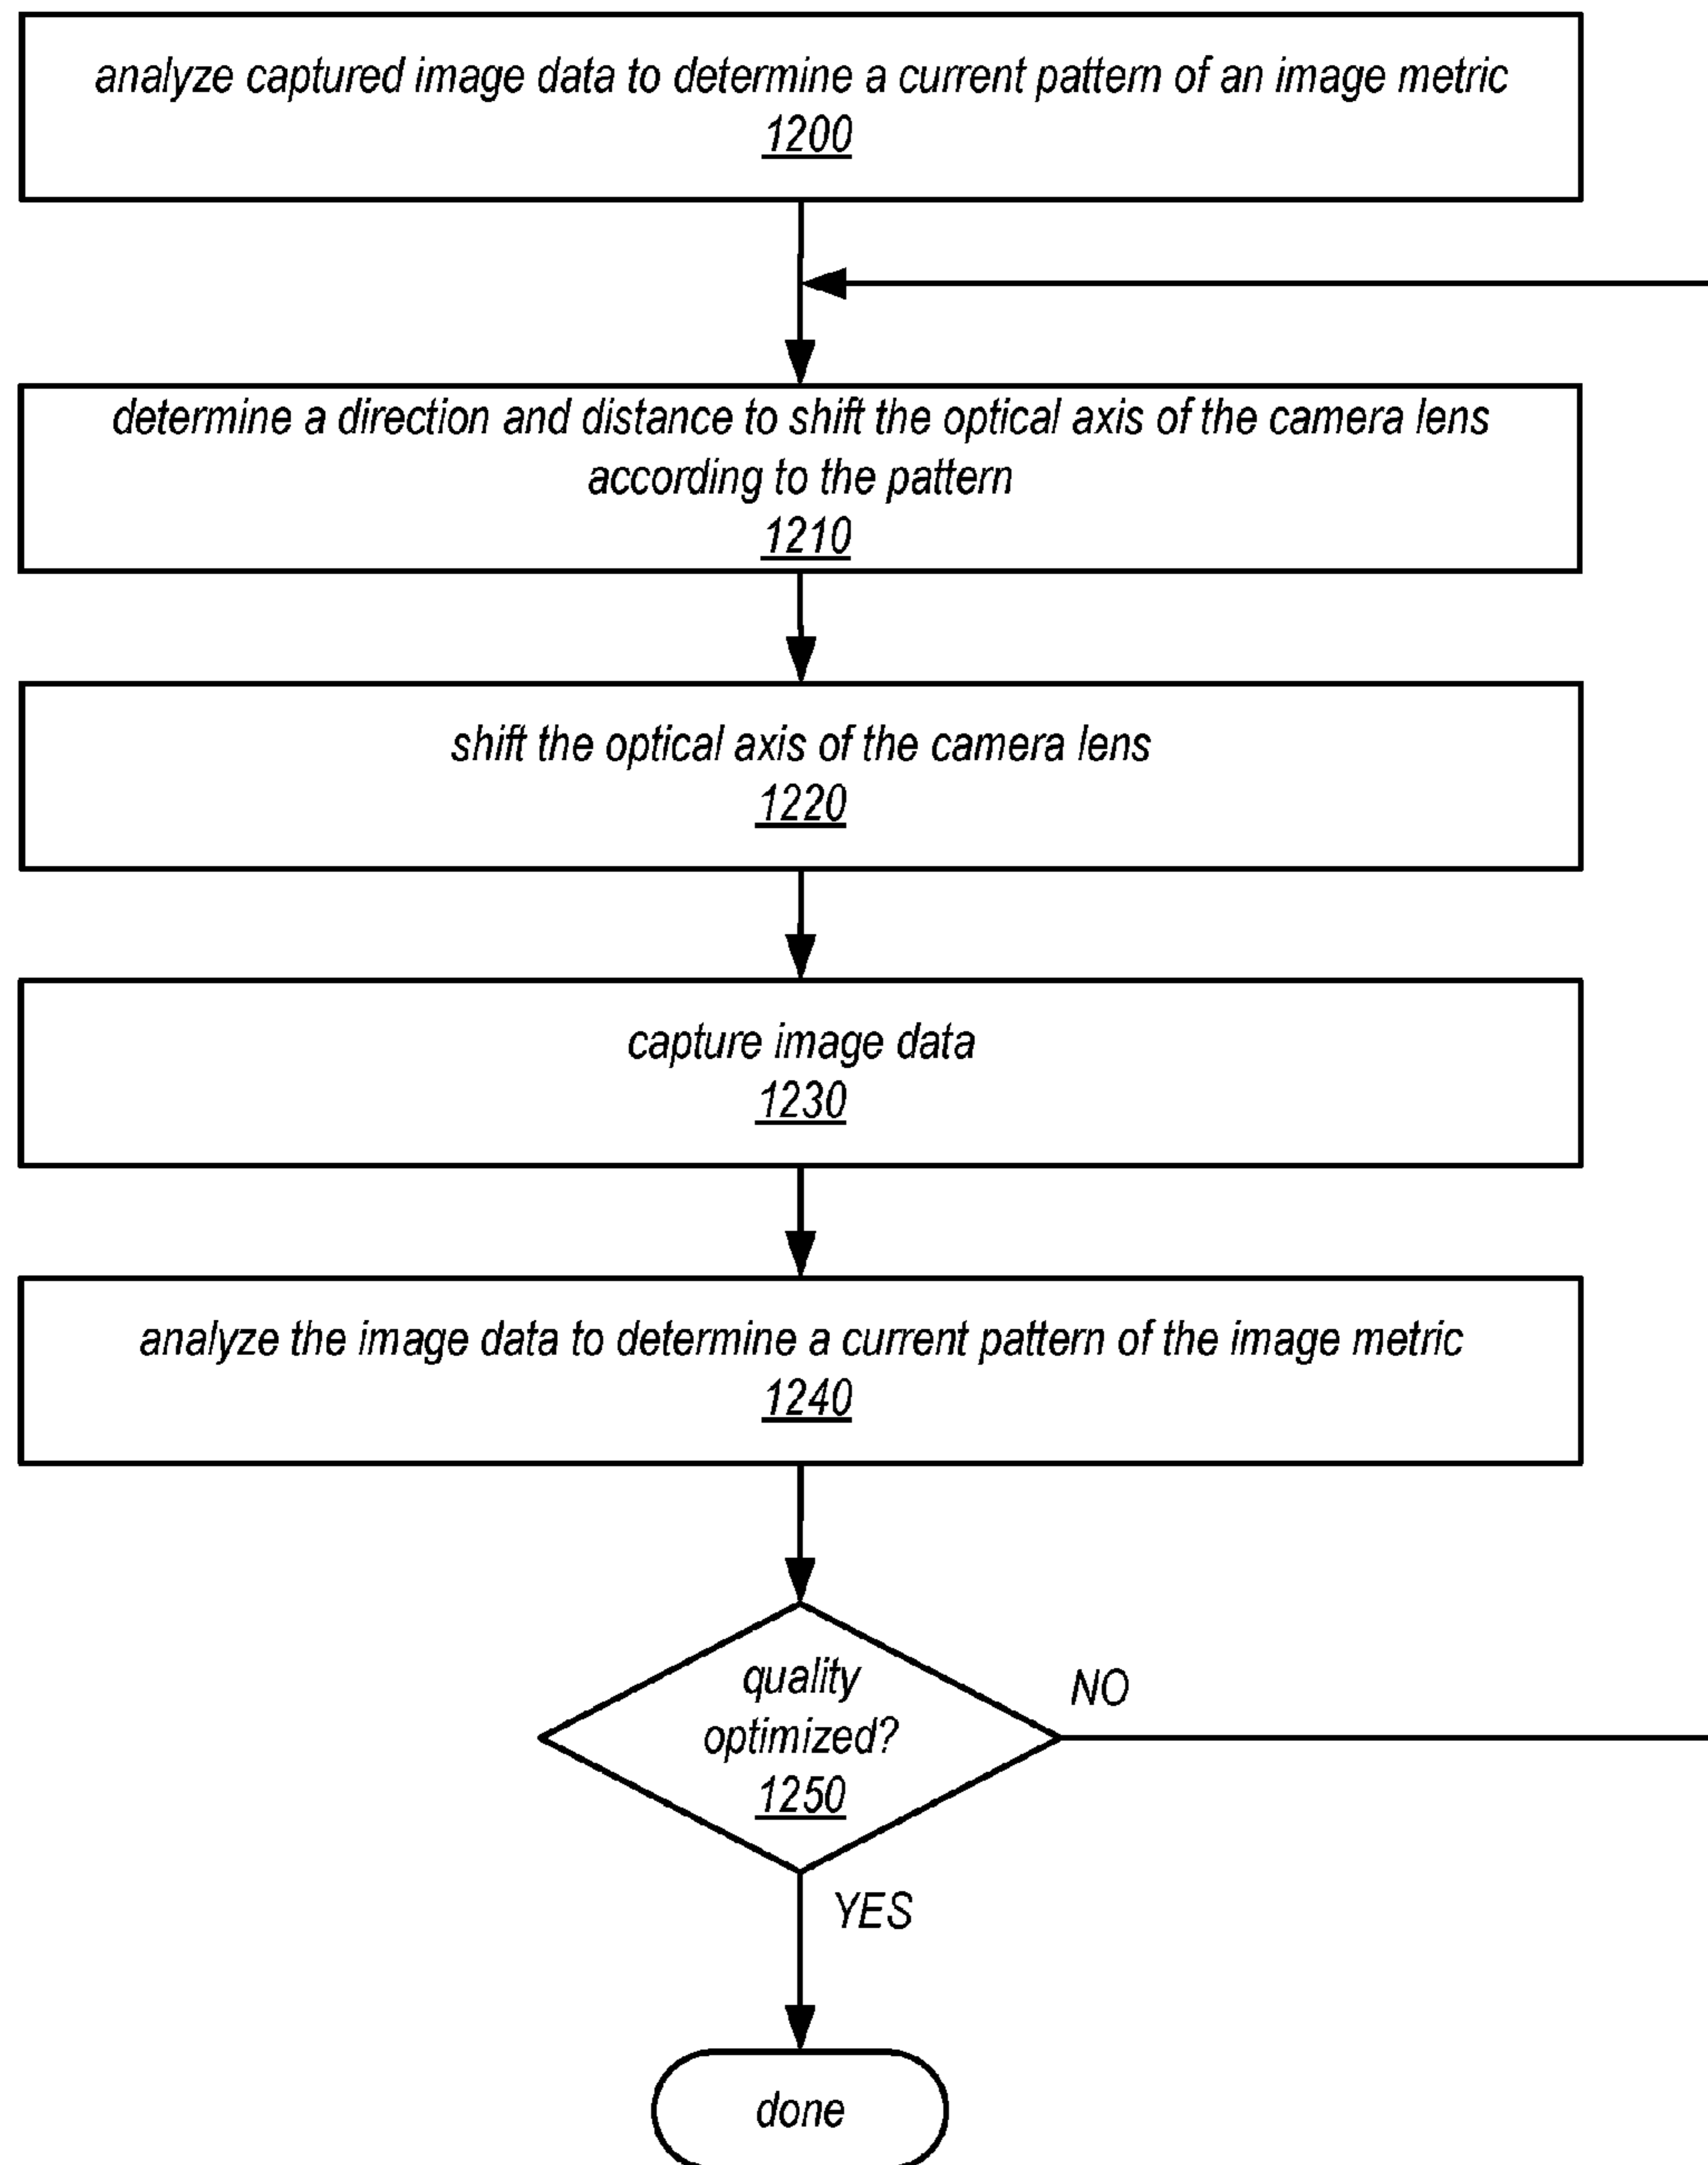 analyze captured image data to determine a current pattern of an image metric
1200
determine a direction and distance to shift the optical axis of the camera lens
according to the pattern
1210
shift the optical axis of the camera lens
1220
capture image data
1230
analyze the image data to determine a current pattern of the image metric
1240
quality
optimized?
1250
NO
YES
done